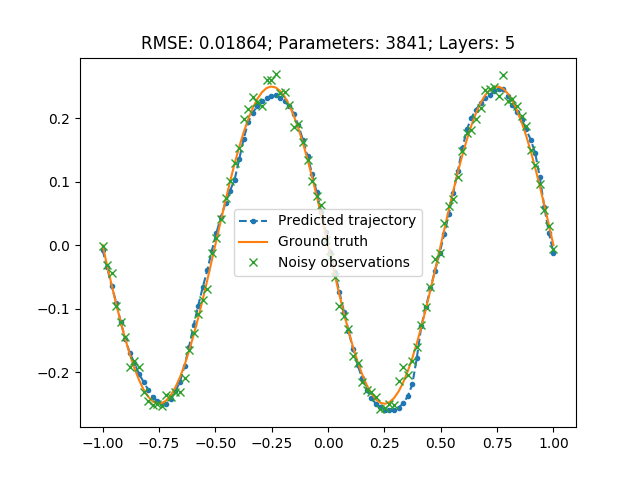 RMSE: 0.01864; Parameters: 3841; Layers: 5
0.2
0.1
0.0
−0.1
−0.2
Predicted trajectory
Ground truth
Noisy observations
−1.00 −0.75 −0.50 −0.25 0.00 0.25 0.50 0.75 1.00